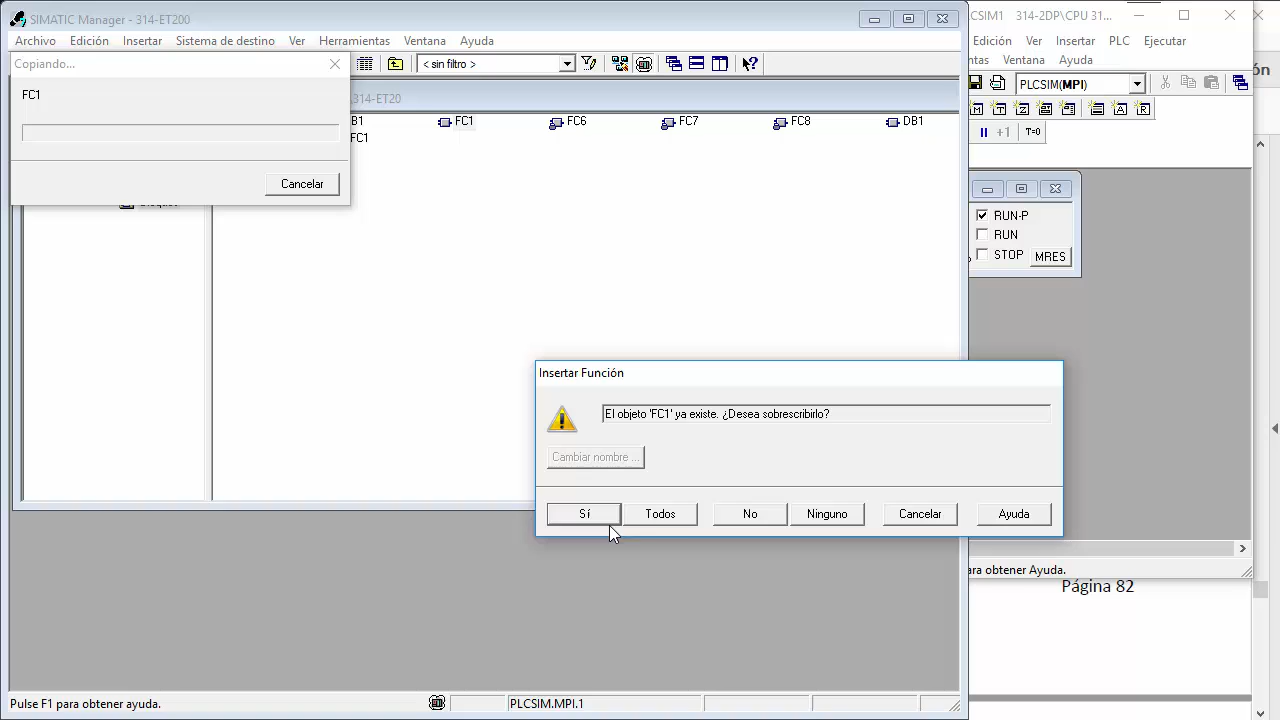 SIMATIC Manager - 314-ET200
Archivo Edición Insertar Sistema de destino Ver Herramientas Ventana Ayuda
Copiando...
FC1
Cancelar
< sin filtro >
314-ET20
B1 FC1 FC6 FC7 FC8 DB1
FC1
CSIM1 314-2DP\CPU 31...
Edición Ver Insertar PLC Ejecutar
ntas Ventana Ayuda
PLCSIM(MPI)
+1 T=0
ón
RUN-P
RUN
STOP MRES
Insertar Función
El objeto 'FC1' ya existe. ¿Desea sobrescribirlo?
Cambiar nombre ...
Sí Todos No Ninguno Cancelar Ayuda
ara obtener Ayuda.
Página 82
Pulse F1 para obtener ayuda.
PLCSIM.MPI.1